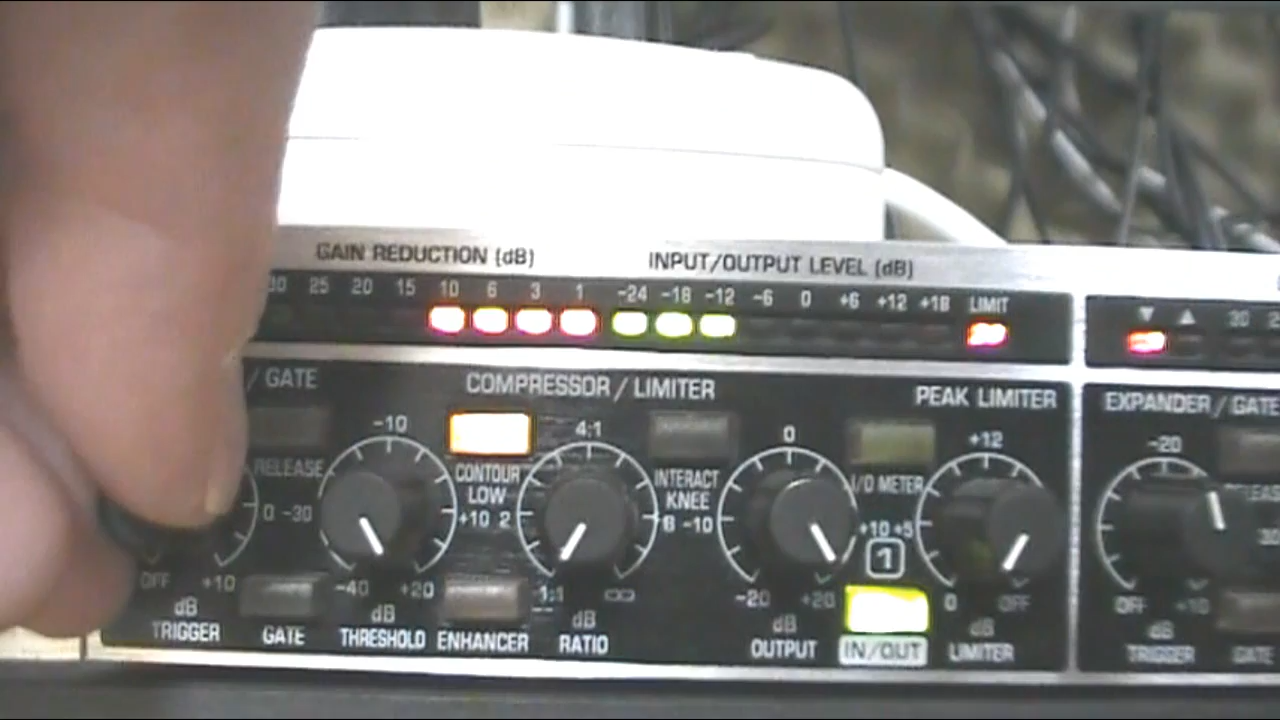 GAIN REDUCTION (dB) INPUT/OUTPUT LEVEL (dB)
30 25 20 15 10 6 3 1 -24 -18 -12 -6 0 +6 +12 +18 LIMIT ▼ ▲ 30
/ GATE COMPRESSOR / LIMITER PEAK LIMITER EXPANDER / GATE
-10 4:1 0 +12 -20
RELEASE CONTOUR INTERACT I/O METER
LOW KNEE
0 -30 +10 2 -10 +10 +5 30
1
OFF +10 -40 +20 1:1 ∞ -20 +20 0 OFF OFF +10
dB dB dB dB dB dB
TRIGGER GATE THRESHOLD ENHANCER RATIO OUTPUT IN/OUT LIMITER TRIGGER GATE